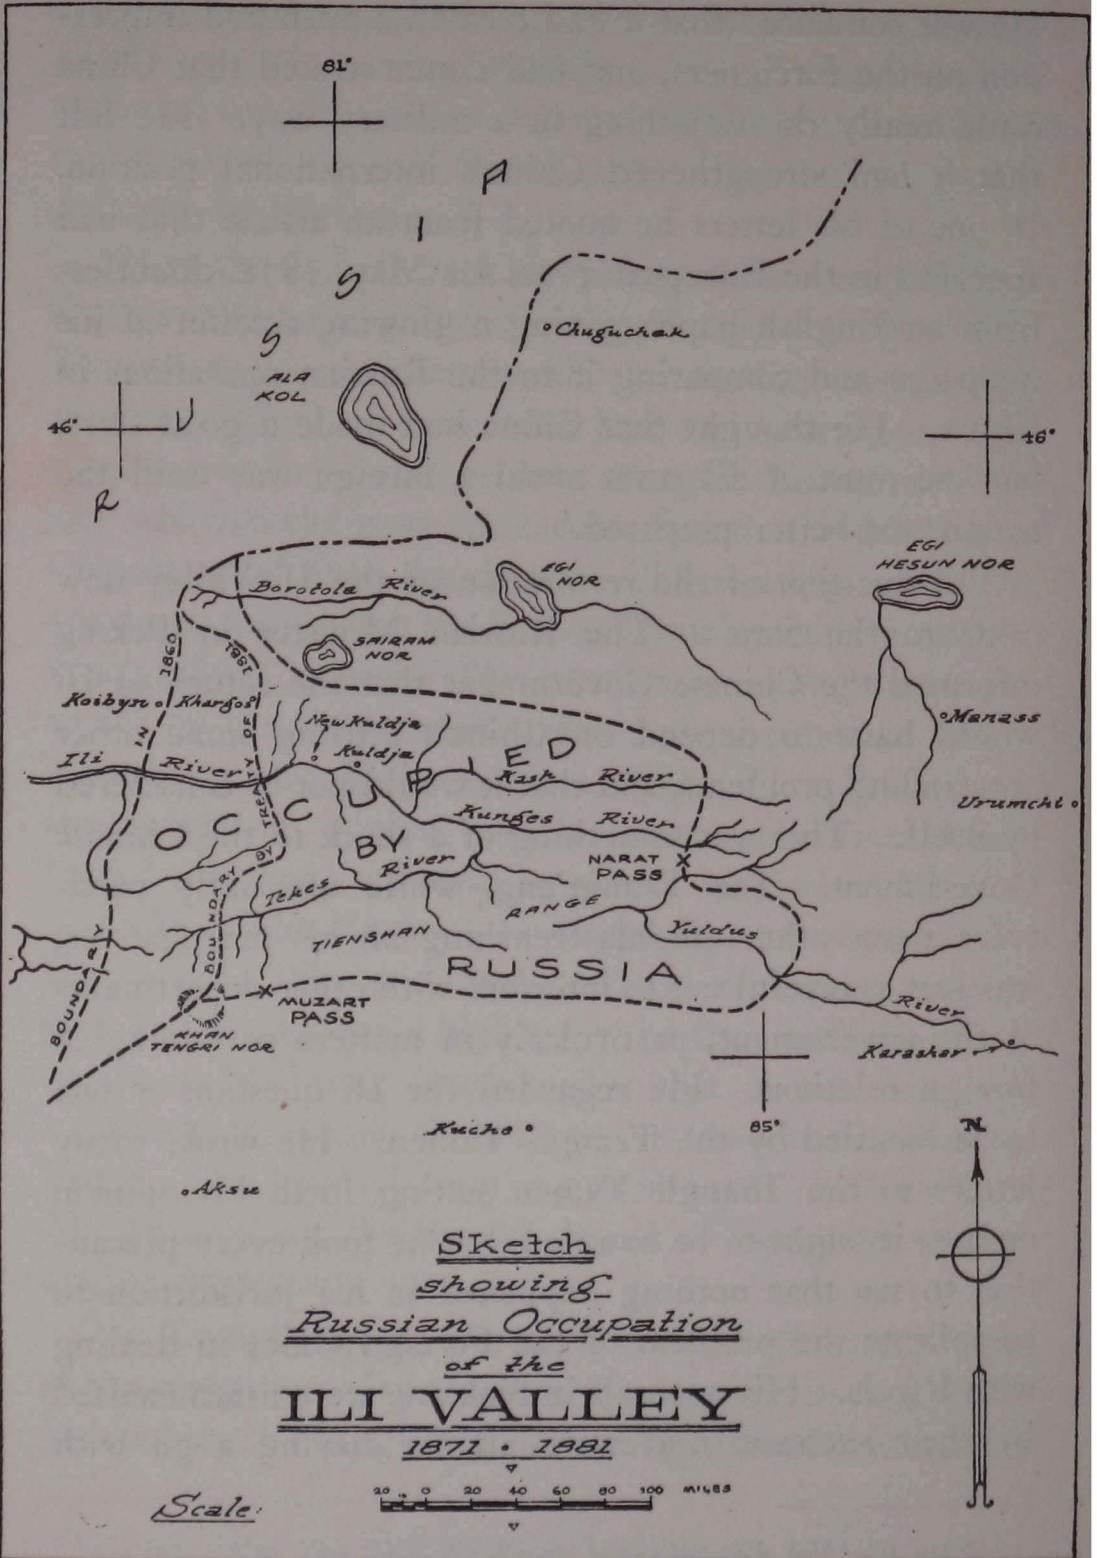 81°
RUSSIA
Chuguchak
ALA
KOL
46°
46°
EGI
HESUN NOR
EGI
NOR
Borotola River
SAIRAM
NOR
BOUNDARY IN 1860
BOUNDARY BY TREATY OF 1881
Koibyn
Khorgos
New Kuldja
Kuldja
Manass
Ili River
OCCUPIED
Kash River
Urumchi
Kunges River
BY
NARAT
PASS
Tekes River
RANGE
TIENSHAN
Yuldus River
RUSSIA
MUZART
PASS
KHAN
TENGRI NOR
Karashar
85°
Kucha
N
Aksu
Sketch
showing
Russian Occupation
of the
ILI VALLEY
1871 • 1881
Scale:
20 0 20 40 60 80 100 MILES